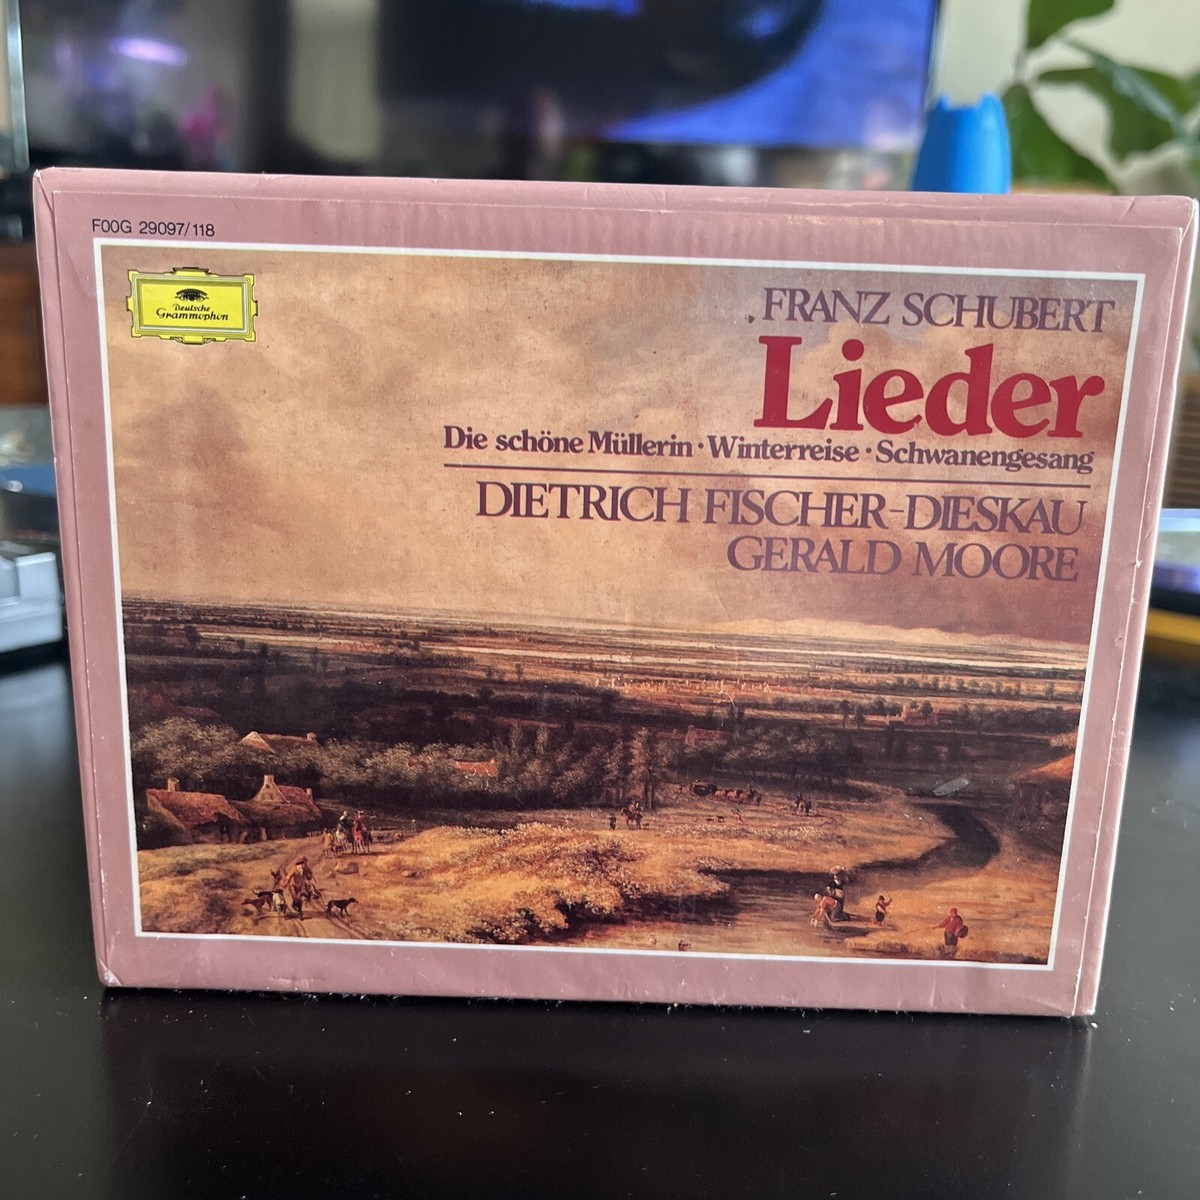 F00G 29097/118
Deutsche
Grammophon
FRANZ SCHUBERT
Lieder
Die schöne Müllerin · Winterreise · Schwanengesang
DIETRICH FISCHER-DIESKAU
GERALD MOORE